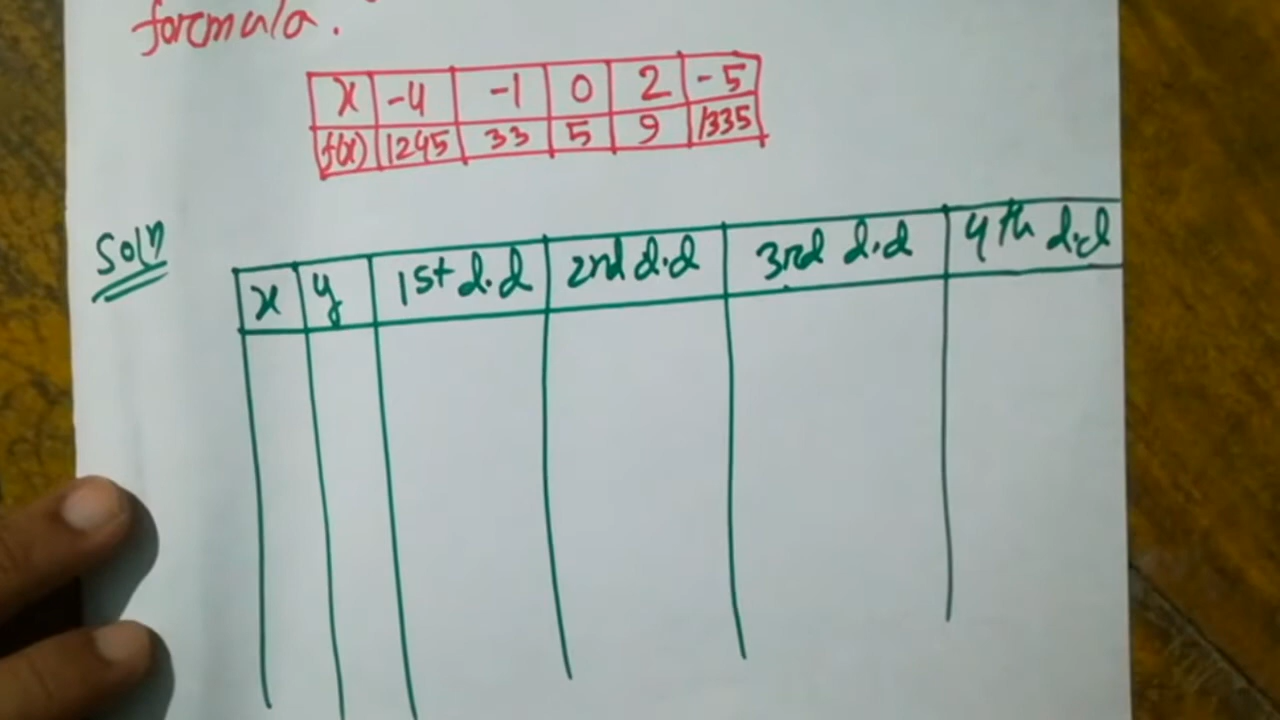 formula.
x -4 -1 0 2 -5
f(x) 1245 33 5 9 1335
Soln
x y 1st d.d 2nd d.d 3rd d.d 4th d.d